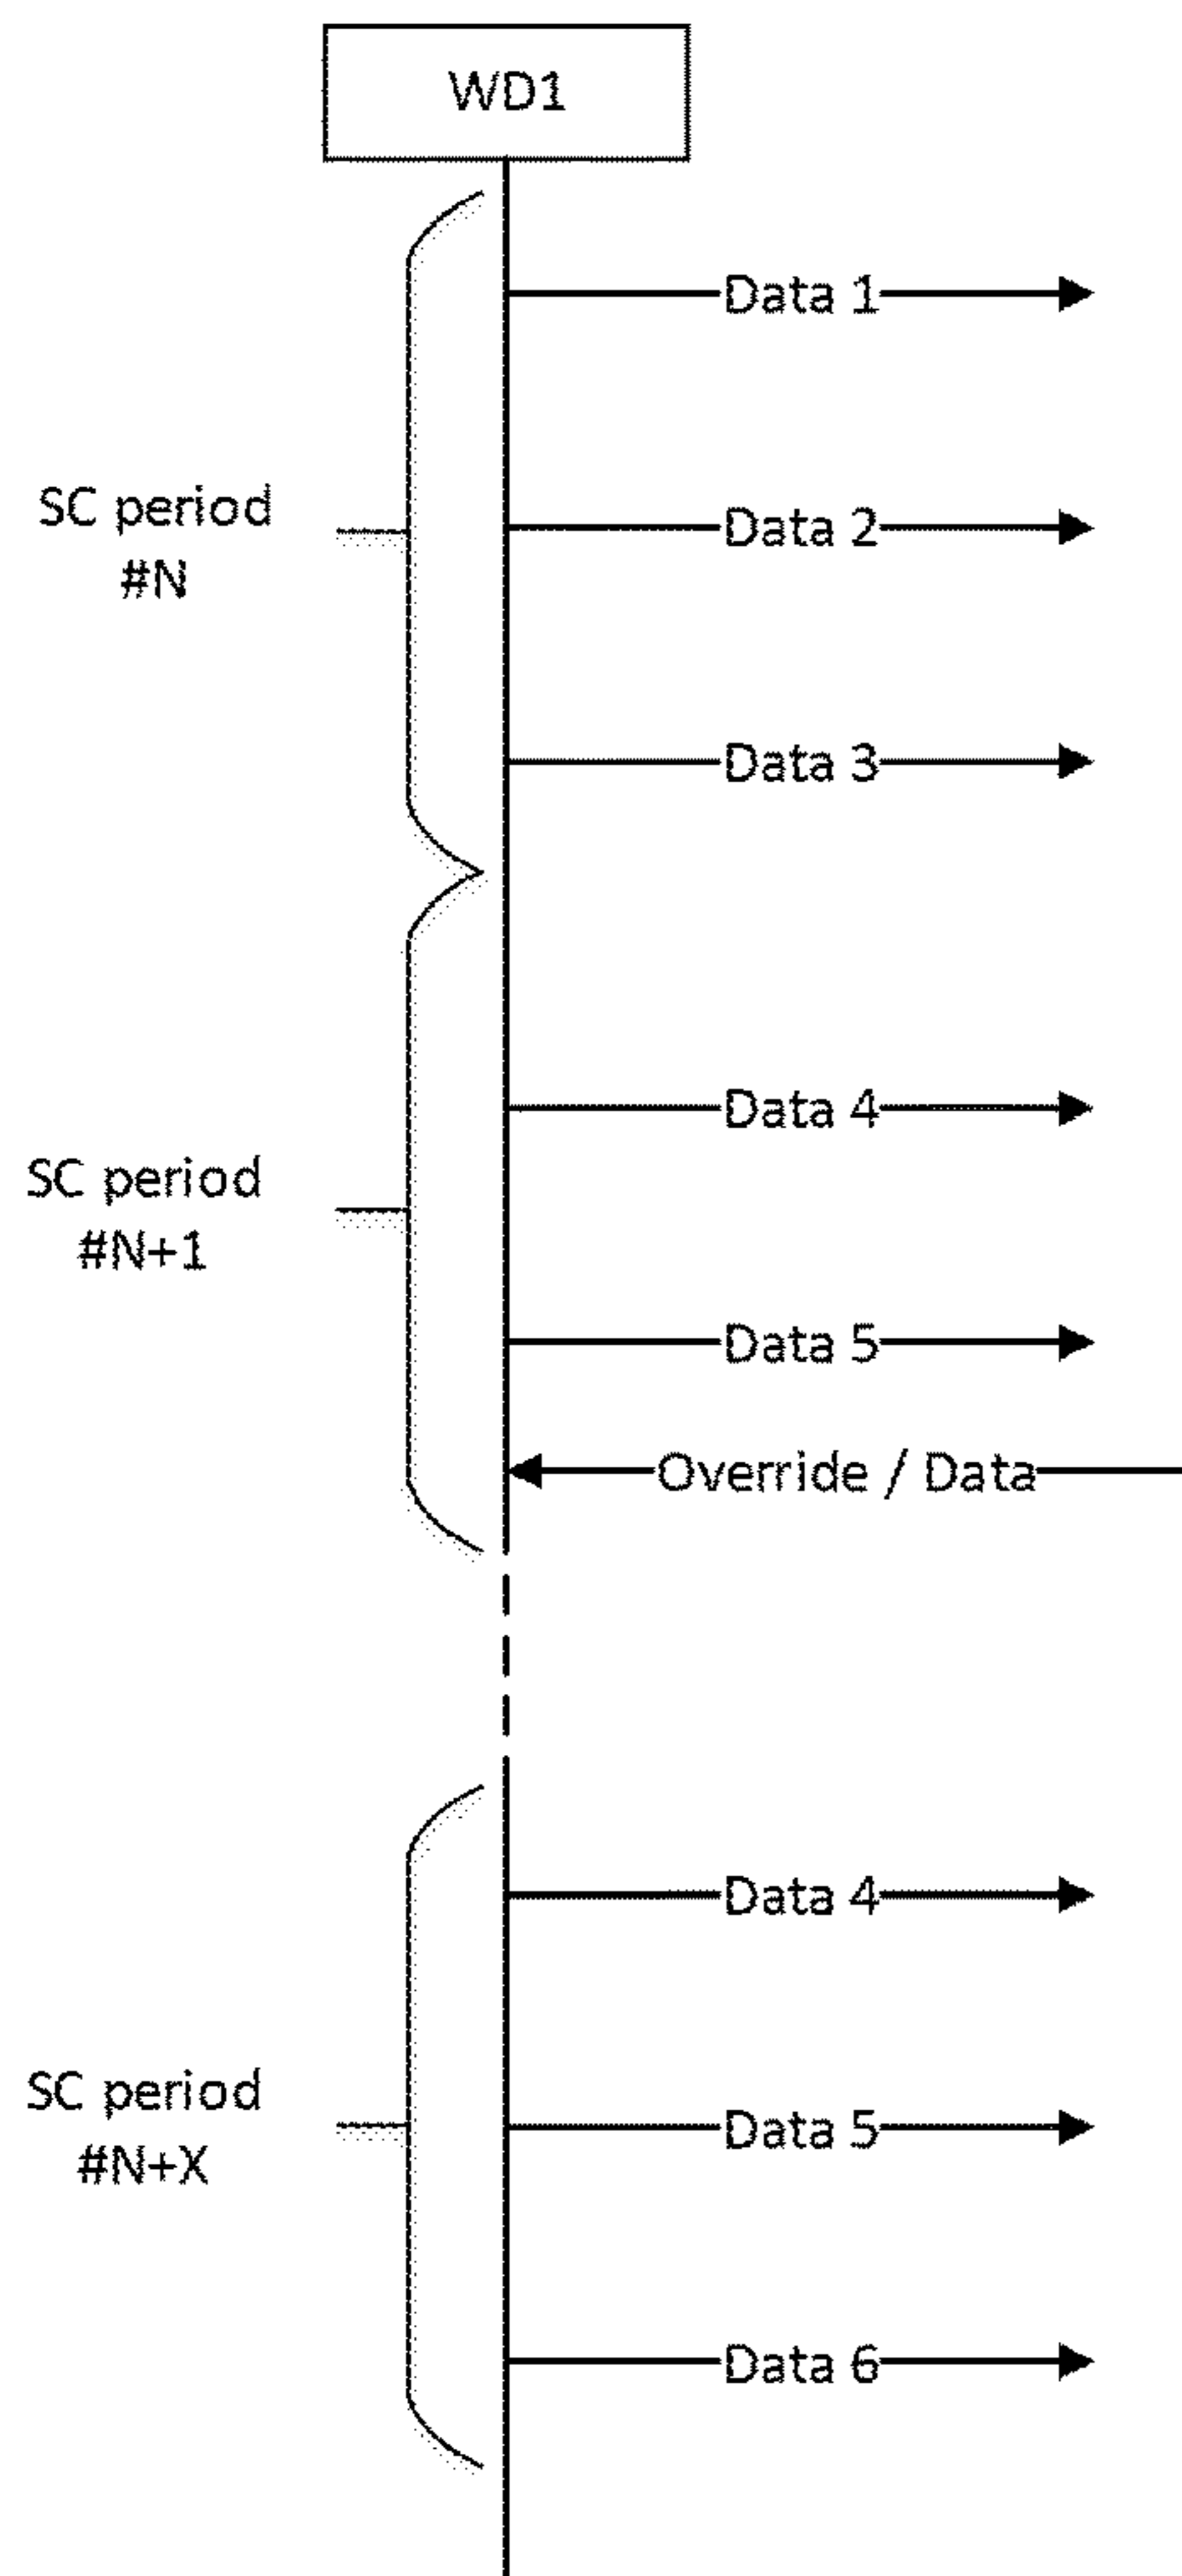 WD1
Data 1
SC period
#N
Data 2
Data 3
Data 4
SC period
#N+1
Data 5
Override / Data
Data 4
SC period
#N+X
Data 5
Data 6